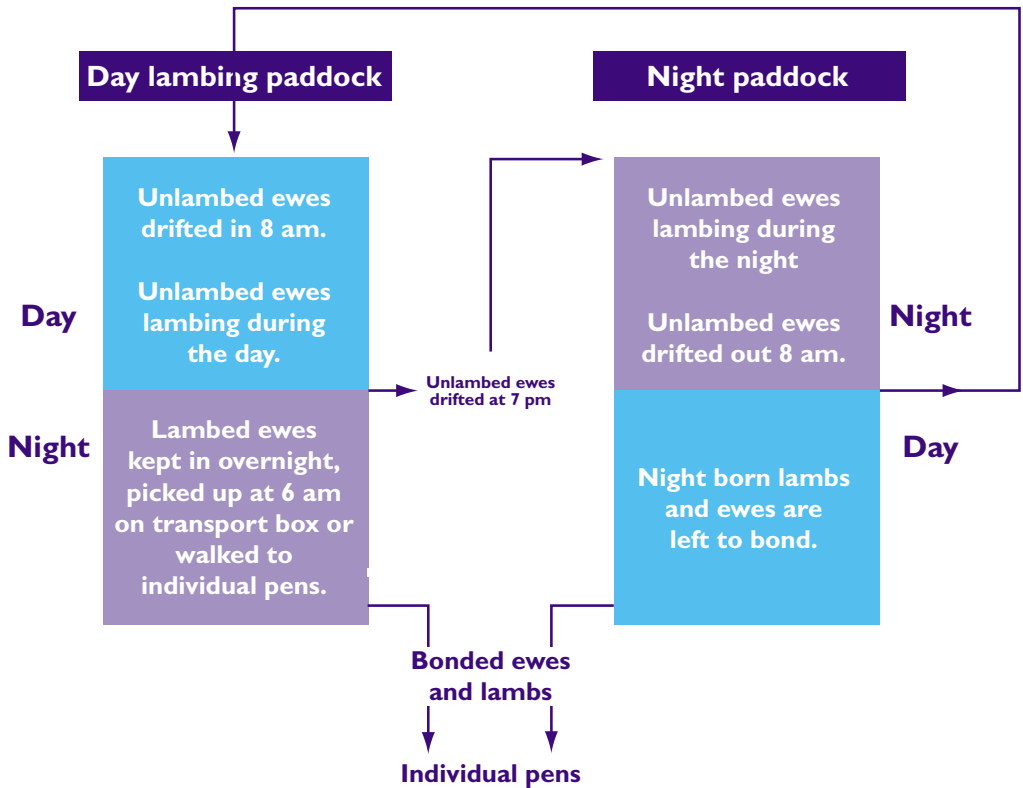 Day lambing paddock
Night paddock
Day
Unlambed ewes
drifted in 8 am.
Unlambed ewes
lambing during
the day.
Night
Lambed ewes
kept in overnight,
picked up at 6 am
on transport box or
walked to
individual pens.
Unlambed ewes
drifted at 7 pm
Unlambed ewes
lambing during
the night
Unlambed ewes
drifted out 8 am.
Night
Night born lambs
and ewes are
left to bond.
Day
Bonded ewes
and lambs
Individual pens